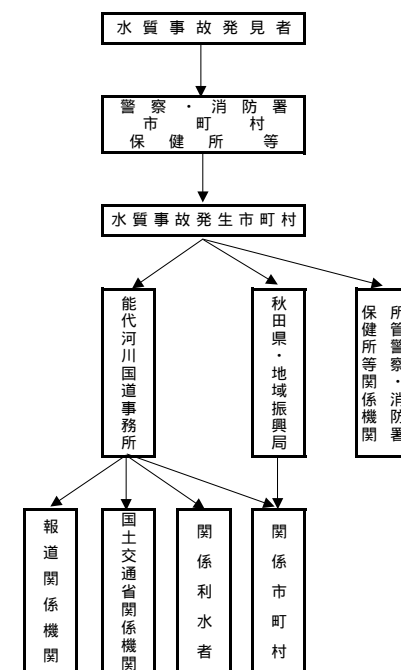 水質事故発見者
警察・消防署
市町村
保健所等
水質事故発生市町村
能代河川国道事務所
秋田県・地域振興局
所管警察・消防署
保健所等関係機関
報道関係機関
国土交通省関係機関
関係利水者
関係市町村